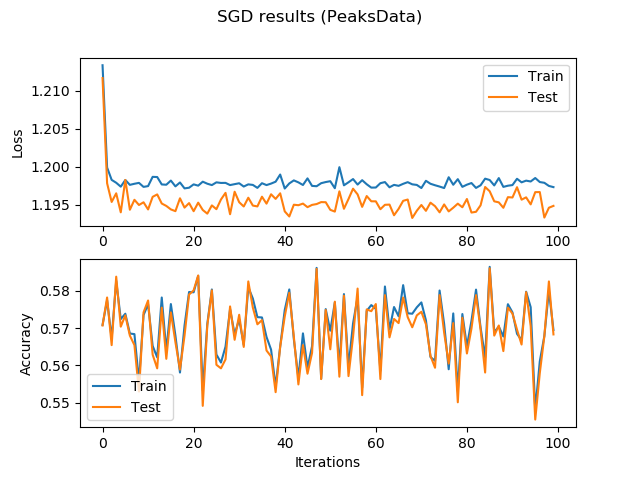 SGD results (PeaksData)
Loss
1.210
1.205
1.200
1.195
Train
Test
0
20
40
60
80
100
Accuracy
0.58
0.57
0.56
0.55
Train
Test
0
20
40
60
80
100
Iterations